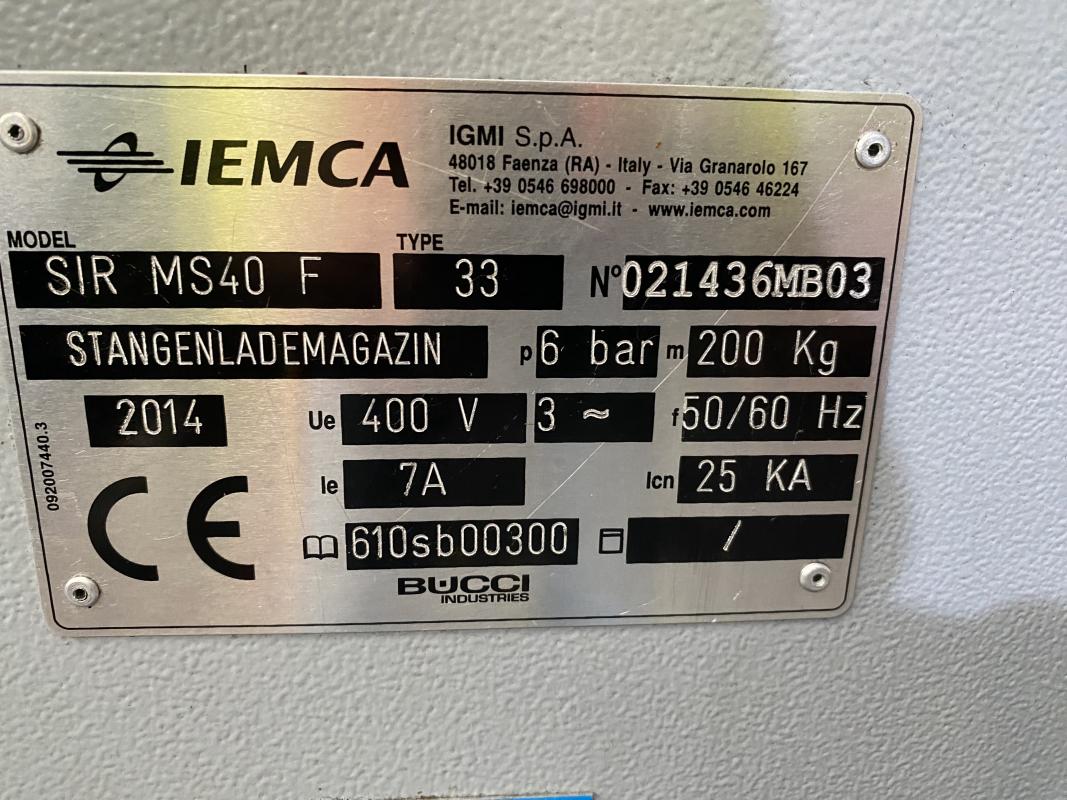 IEMCA
IGMI S.p.A.
48018 Faenza (RA) - Italy - Via Granarolo 167
Tel. +39 0546 698000 - Fax: +39 0546 46224
E-mail: iemca@igmi.it - www.iemca.com
MODEL TYPE
SIR MS40 F 33 N° 021436MB03
STANGENLADEMAGAZIN p 6 bar m 200 Kg
2014 Ue 400 V 3 ~ f 50/60 Hz
Ie 7A Icn 25 KA
CE 610sb00300 /
092007440.3
BUCCI
INDUSTRIES